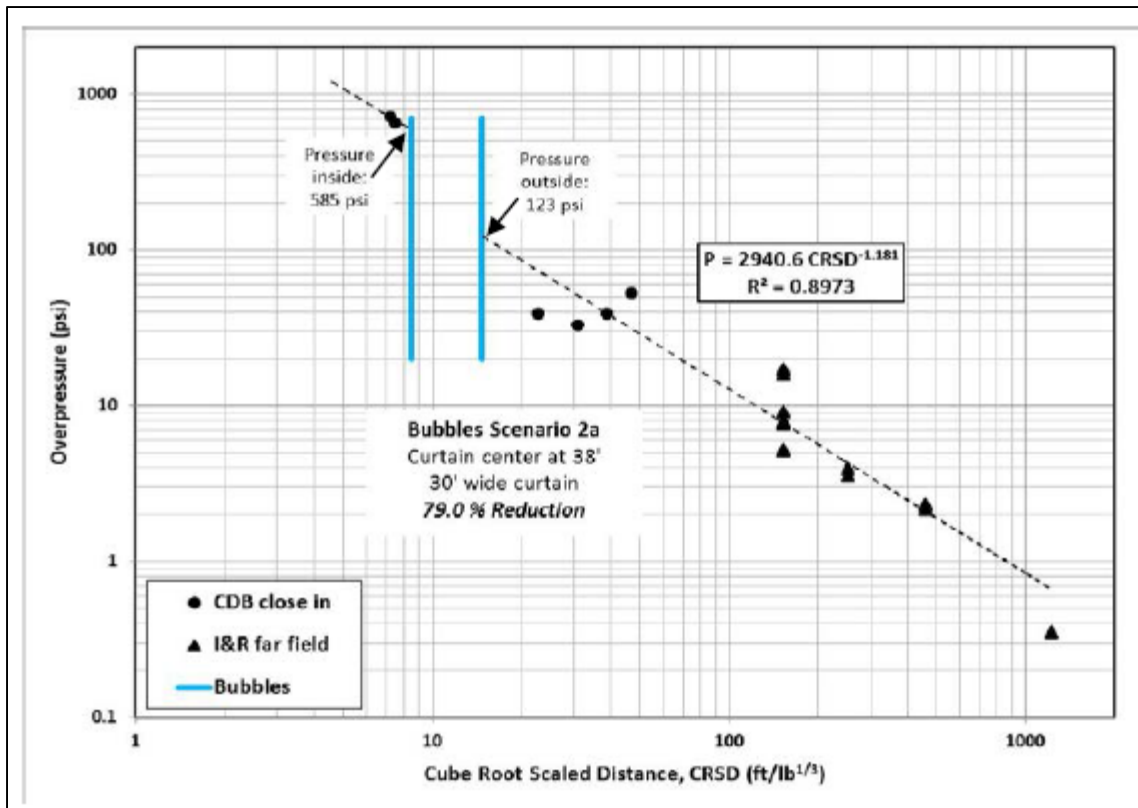 1000
100
10
1
0.1
Overpressure (psi)
Pressure
inside:
585 psi
Pressure
outside:
123 psi
P = 2940.6 CRSD-1.181
R² = 0.8973
Bubbles Scenario 2a
Curtain center at 38'
30' wide curtain
79.0 % Reduction
CDB close in
I&R far field
Bubbles
1
10
100
1000
Cube Root Scaled Distance, CRSD (ft/lb1/3)